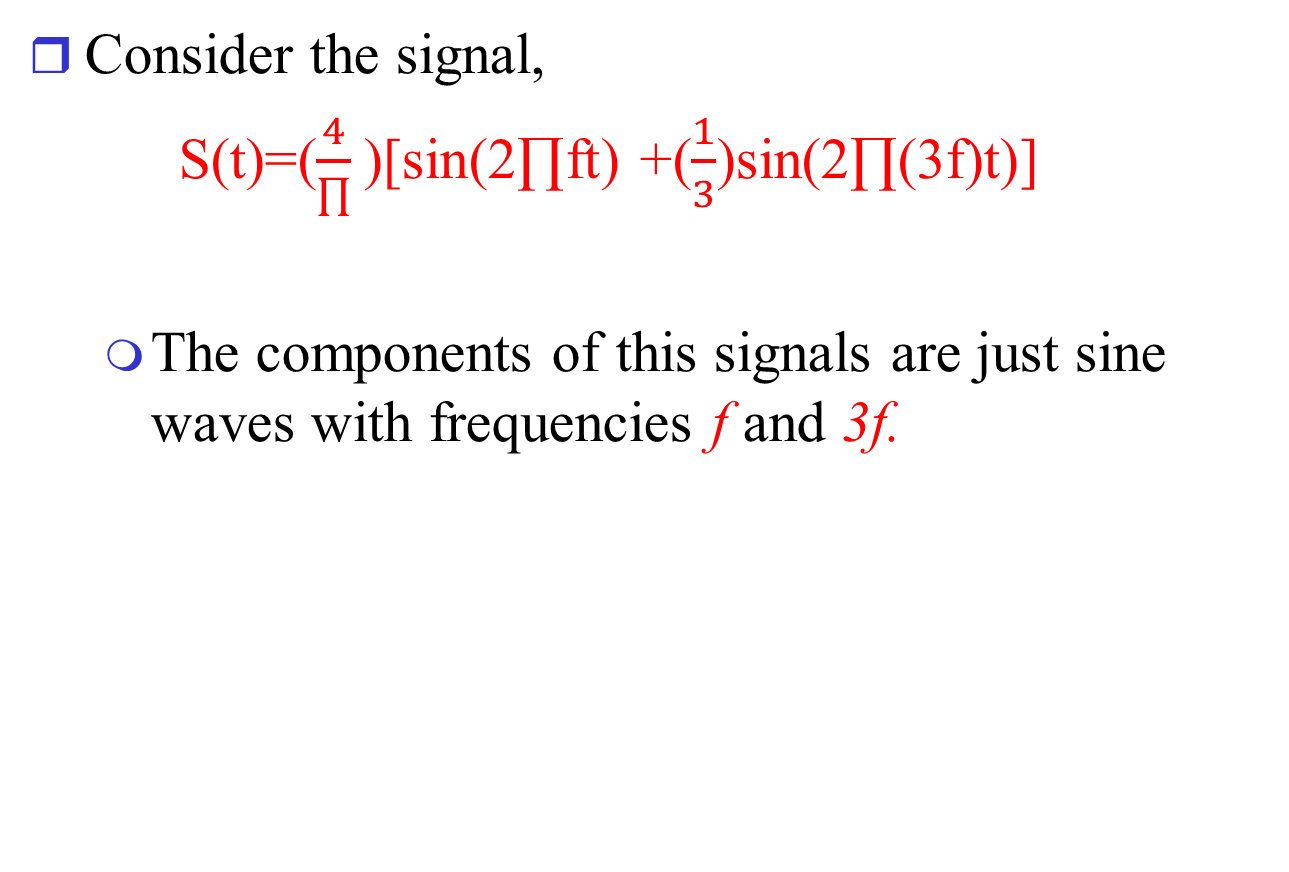 Consider the signal,
S(t)=(4/∏ )[sin(2∏ft) +(1/3)sin(2∏(3f)t)]
The components of this signals are just sine
waves with frequencies f and 3f.